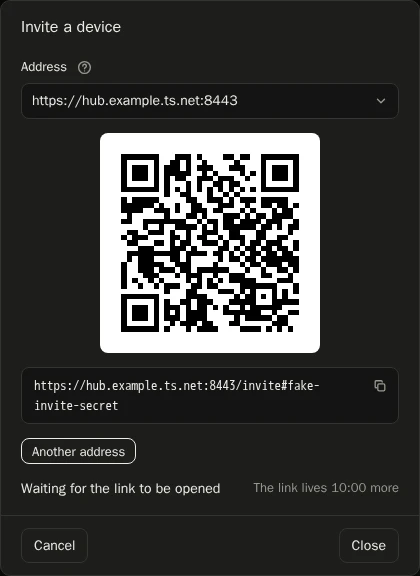 Invite a device
Address
https://hub.example.ts.net:8443
https://hub.example.ts.net:8443/invite#fake-
invite-secret
Another address
Waiting for the link to be opened
The link lives 10:00 more
Cancel
Close